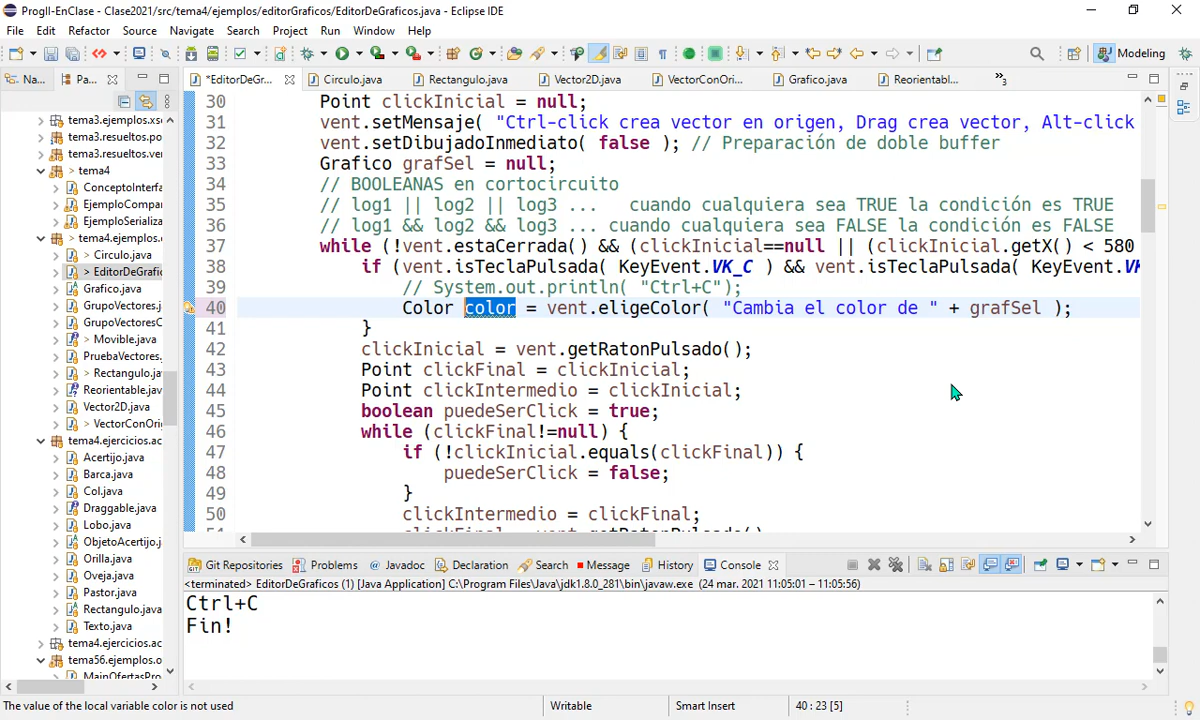 ProgII-EnClase - Clase2021/src/tema4/ejemplos/editorGraficos/EditorDeGraficos.java - Eclipse IDE
File Edit Refactor Source Navigate Search Project Run Window Help
Modeling
Na... Pa... *EditorDeGr... Circulo.java Rectangulo.java Vector2D.java VectorConOri... Grafico.java Reorientabl... »3
tema3.ejemplos.xs
tema3.resueltos.po
tema3.resueltos.ve
> tema4
ConceptoInterfa
EjemploCompar
EjemploSerializa
> tema4.ejemplos.
> Circulo.java
> EditorDeGrafic
Grafico.java
GrupoVectores.j
GrupoVectoresC
> Movible.java
PruebaVectores.
> Rectangulo.ja
Reorientable.jav
Vector2D.java
> VectorConOri
tema4.ejercicios.ac
Acertijo.java
Barca.java
Col.java
Draggable.java
Lobo.java
ObjetoAcertijo.j
Orilla.java
Oveja.java
Pastor.java
Rectangulo.java
Texto.java
tema4.ejercicios.ac
tema56.ejemplos.o
MainOfertasPro
30 Point clickInicial = null;
31 vent.setMensaje( "Ctrl-click crea vector en origen, Drag crea vector, Alt-click
32 vent.setDibujadoInmediato( false ); // Preparación de doble buffer
33 Grafico grafSel = null;
34 // BOOLEANAS en cortocircuito
35 // log1 || log2 || log3 ... cuando cualquiera sea TRUE la condición es TRUE
36 // log1 && log2 && log3 ... cuando cualquiera sea FALSE la condición es FALSE
37 while (!vent.estaCerrada() && (clickInicial==null || (clickInicial.getX() < 580
38 if (vent.isTeclaPulsada( KeyEvent.VK_C ) && vent.isTeclaPulsada( KeyEvent.VK
39 // System.out.println( "Ctrl+C");
40 Color color = vent.eligeColor( "Cambia el color de " + grafSel );
41 }
42 clickInicial = vent.getRatonPulsado();
43 Point clickFinal = clickInicial;
44 Point clickIntermedio = clickInicial;
45 boolean puedeSerClick = true;
46 while (clickFinal!=null) {
47 if (!clickInicial.equals(clickFinal)) {
48 puedeSerClick = false;
49 }
50 clickIntermedio = clickFinal;
51 clickFinal = vent.getRatonPulsado()
Git Repositories Problems Javadoc Declaration Search Message History Console
<terminated> EditorDeGraficos (1) [Java Application] C:\Program Files\Java\jdk1.8.0_281\bin\javaw.exe (24 mar. 2021 11:05:01 – 11:05:56)
Ctrl+C
Fin!
The value of the local variable color is not used Writable Smart Insert 40 : 23 [5]